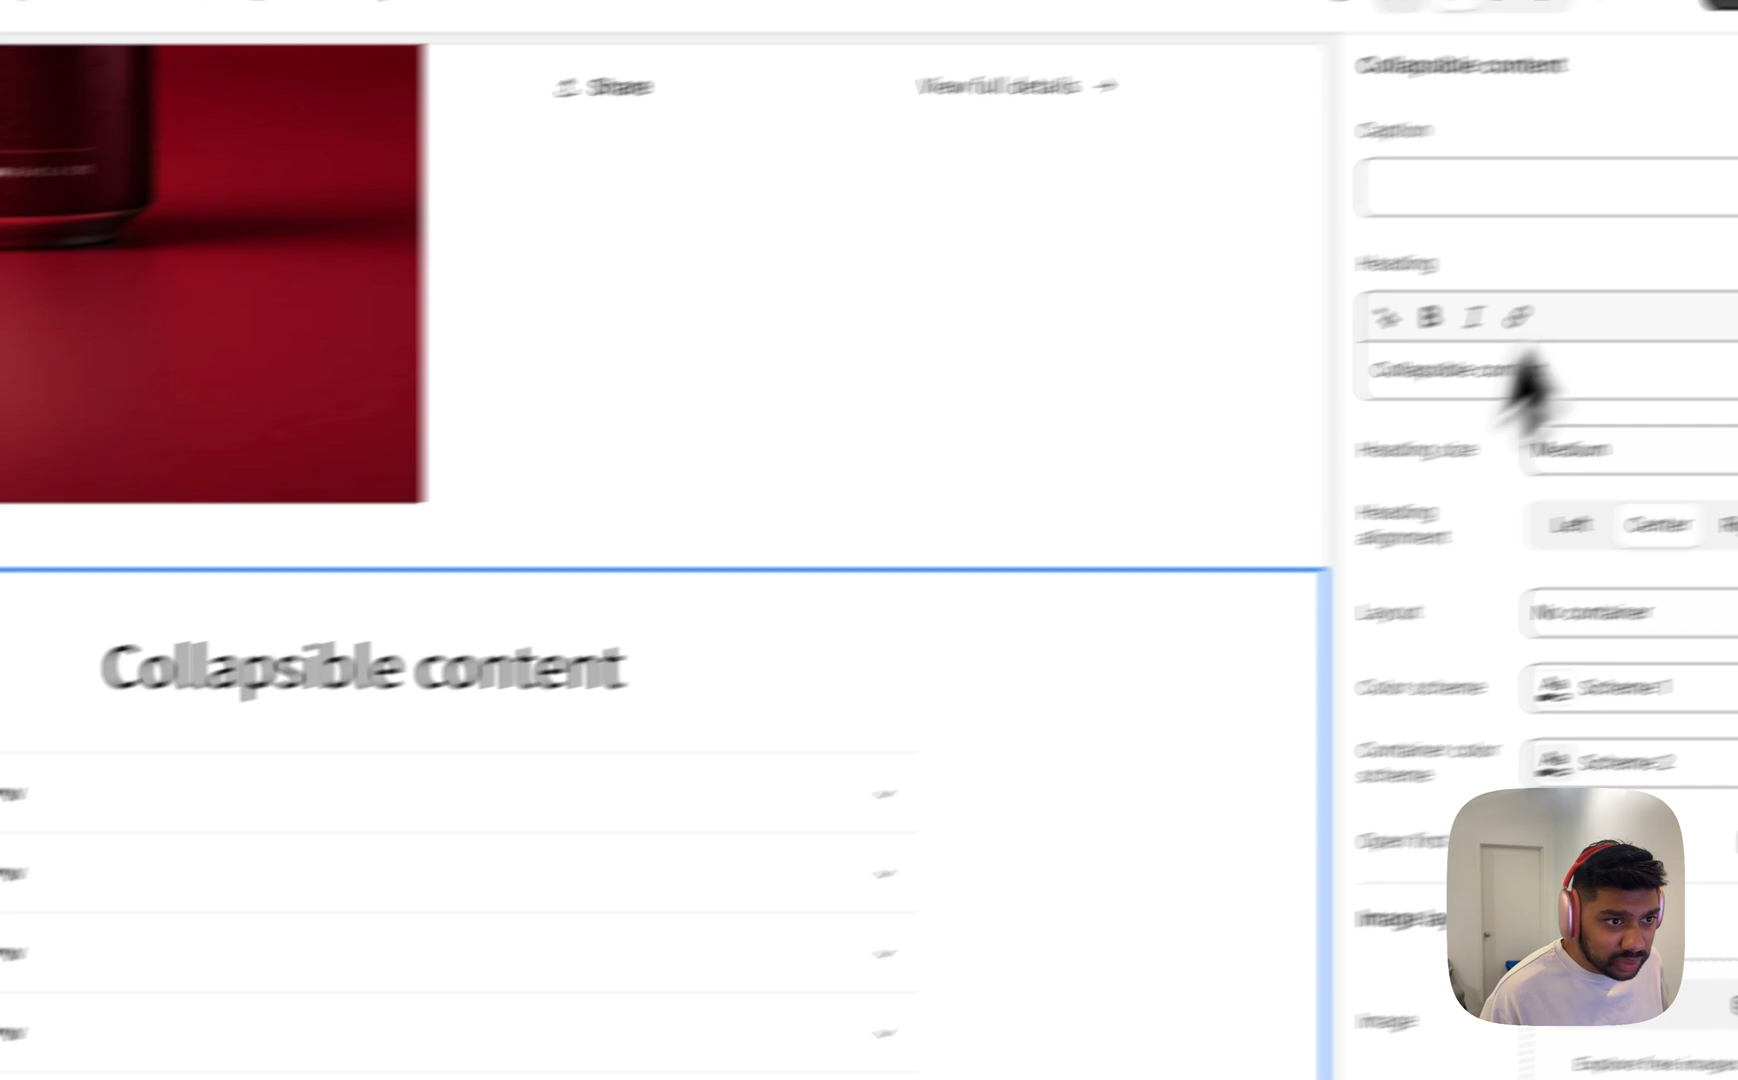 Share
View full details →
Collapsible content
Collapsible content
Caption
Heading
B I
Collapsible
Heading size
Medium
Heading alignment
Left
Center
Layout
No container
Color scheme
Scheme 1
Container color scheme
Scheme 2
Image